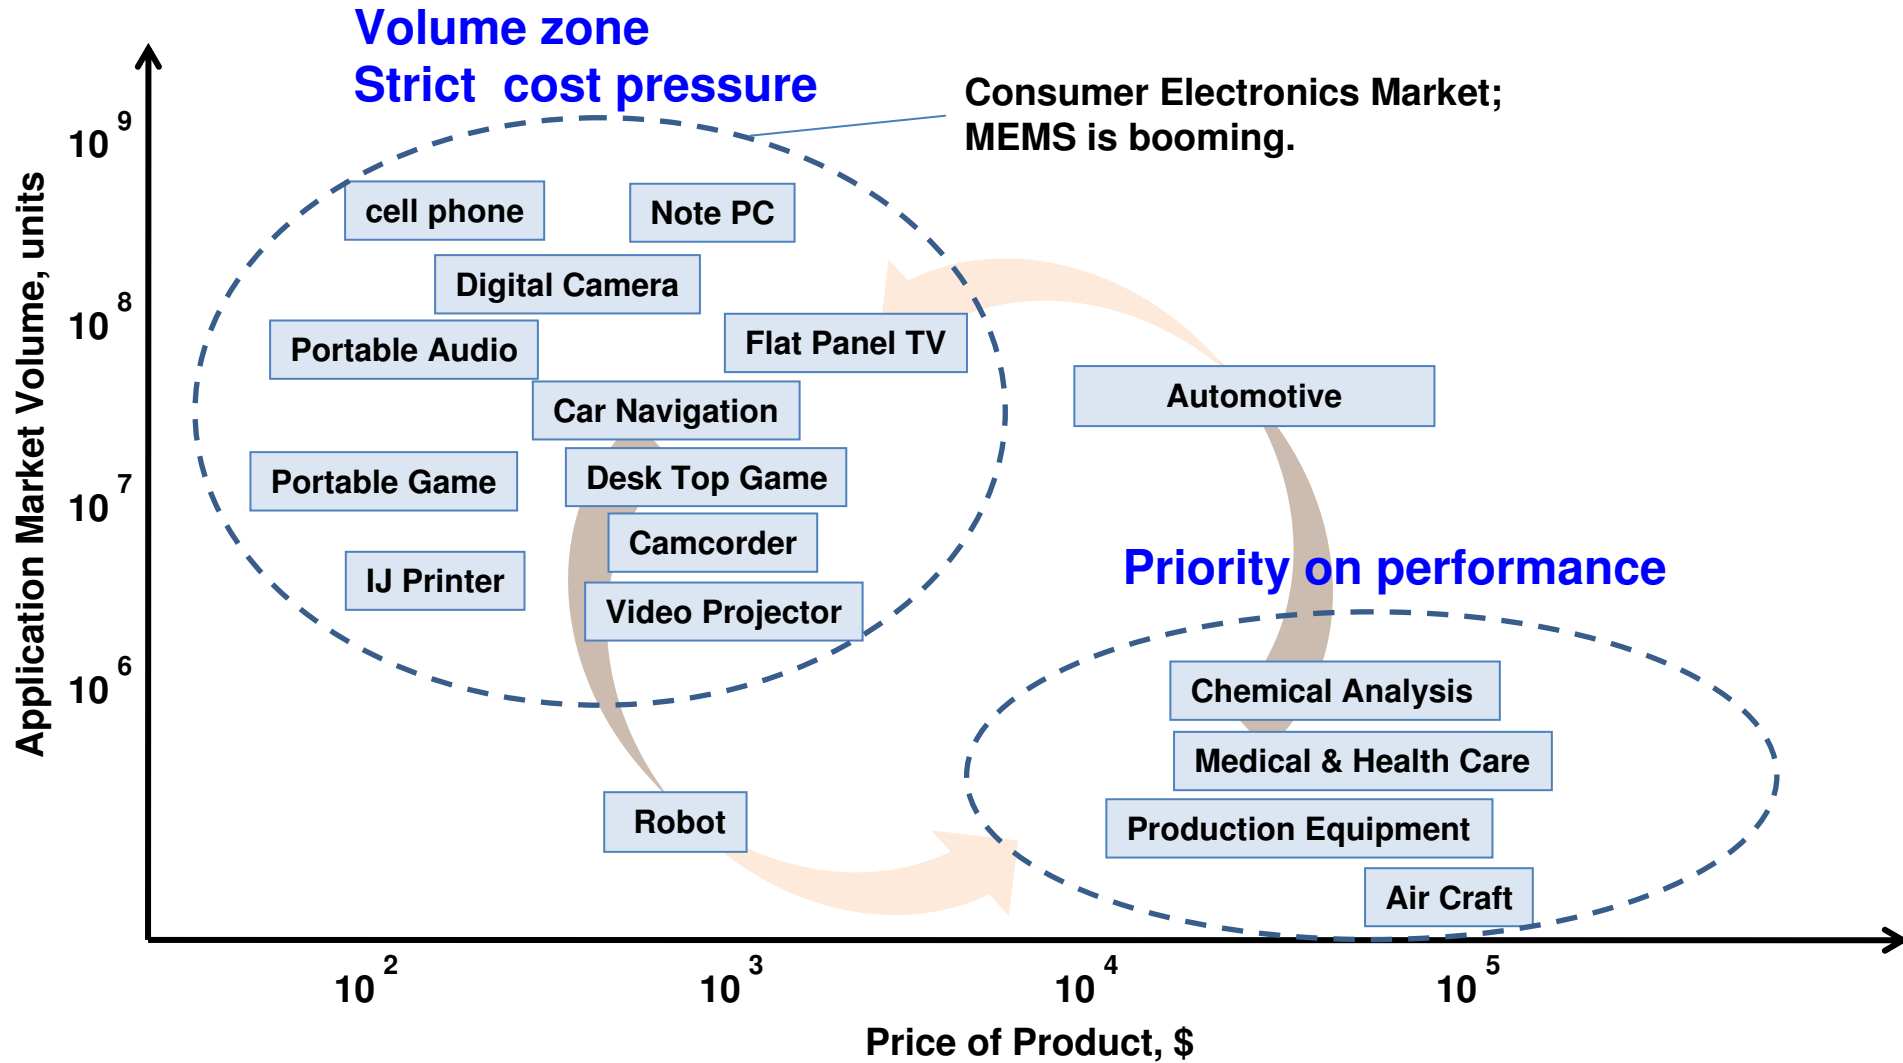 Volume zone
Strict cost pressure
Consumer Electronics Market;
MEMS is booming.
Application Market Volume, units
10 9
10 8
10 7
10 6
cell phone
Note PC
Digital Camera
Portable Audio
Flat Panel TV
Car Navigation
Automotive
Portable Game
Desk Top Game
Camcorder
IJ Printer
Video Projector
Priority on performance
Chemical Analysis
Medical & Health Care
Robot
Production Equipment
Air Craft
10 2
10 3
10 4
10 5
Price of Product, $